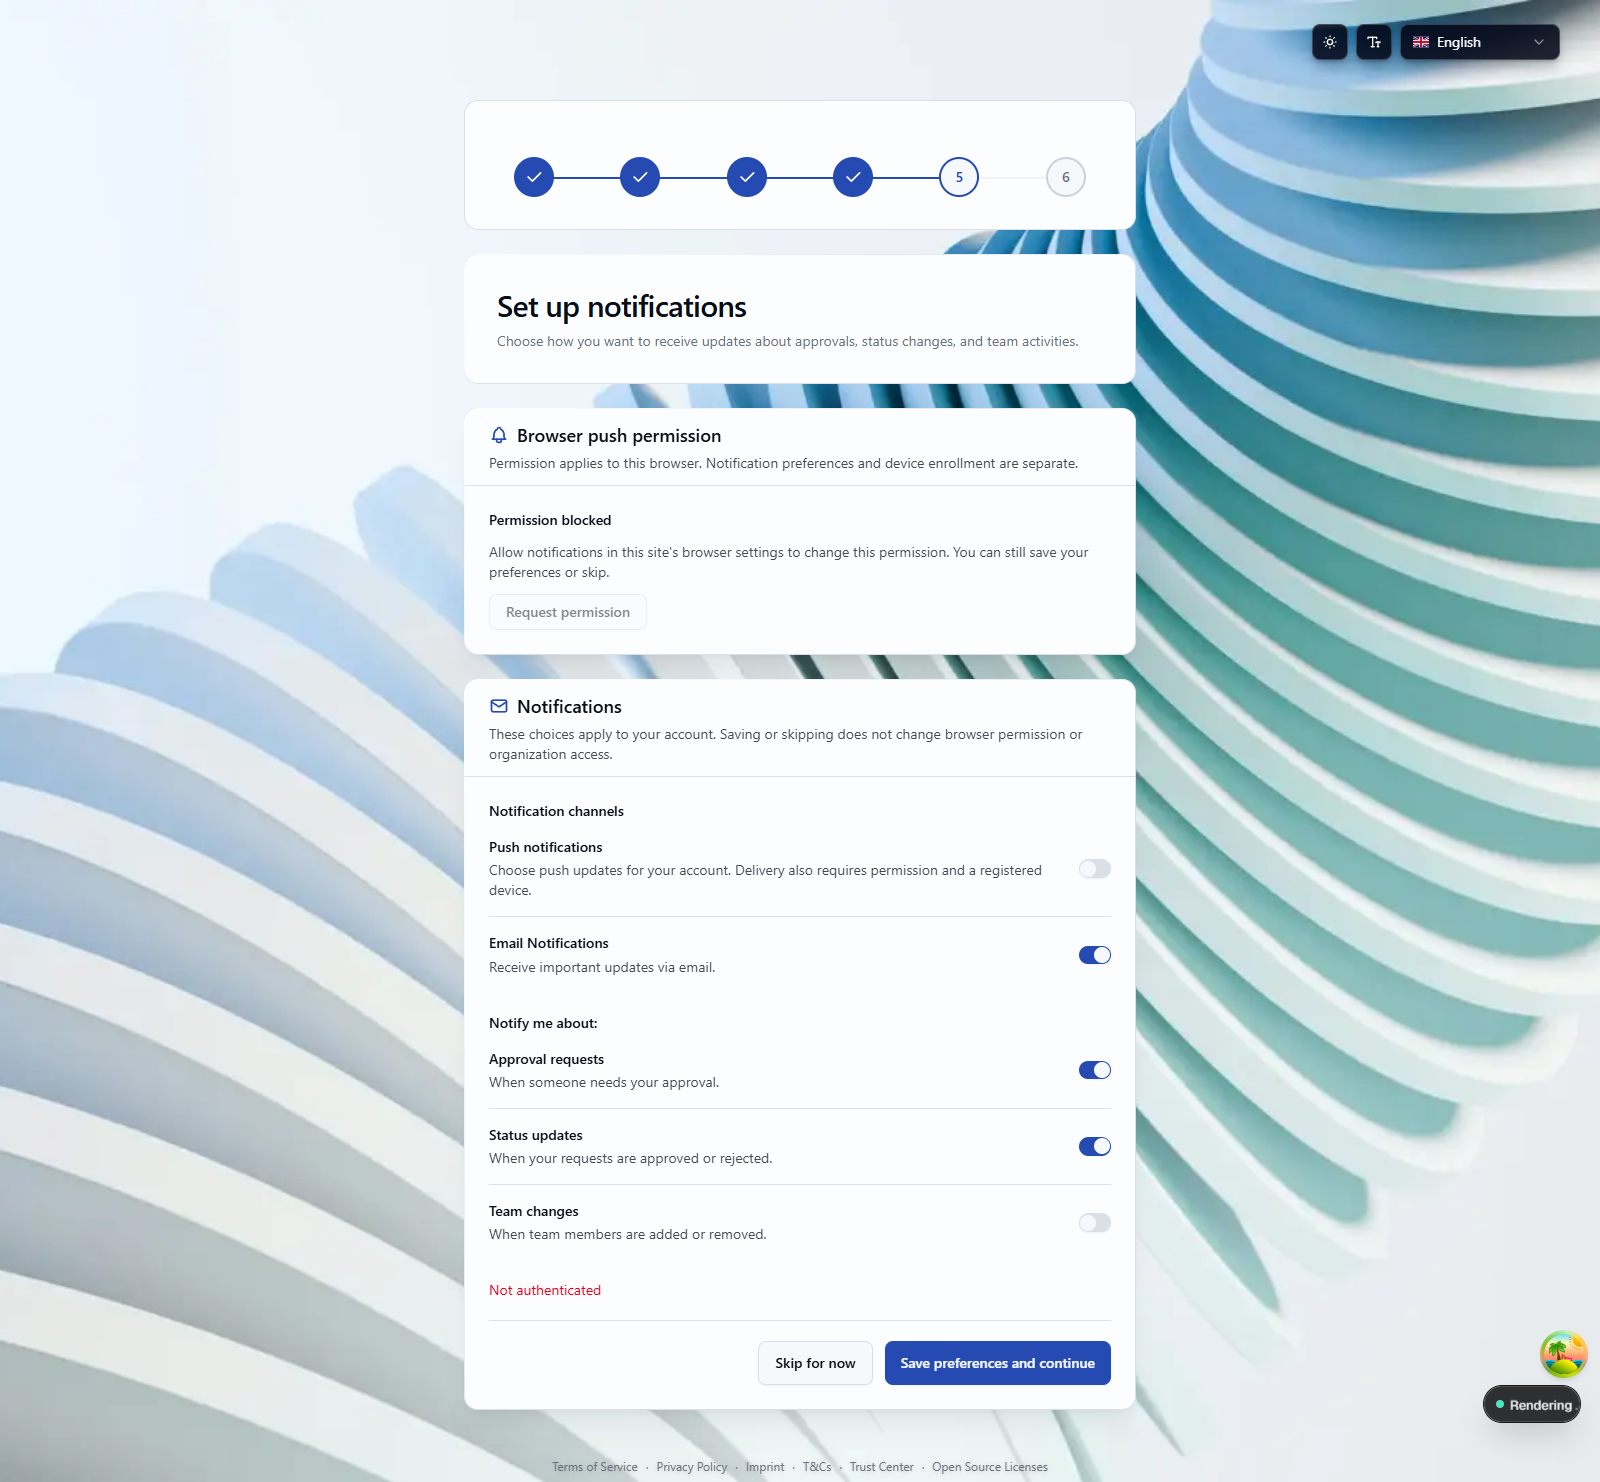 English
5
6
Set up notifications
Choose how you want to receive updates about approvals, status changes, and team activities.
Browser push permission
Permission applies to this browser. Notification preferences and device enrollment are separate.
Permission blocked
Allow notifications in this site's browser settings to change this permission. You can still save your
preferences or skip.
Request permission
Notifications
These choices apply to your account. Saving or skipping does not change browser permission or
organization access.
Notification channels
Push notifications
Choose push updates for your account. Delivery also requires permission and a registered
device.
Email Notifications
Receive important updates via email.
Notify me about:
Approval requests
When someone needs your approval.
Status updates
When your requests are approved or rejected.
Team changes
When team members are added or removed.
Not authenticated
Skip for now
Save preferences and continue
Rendering
Terms of Service · Privacy Policy · Imprint · T&Cs · Trust Center · Open Source Licenses